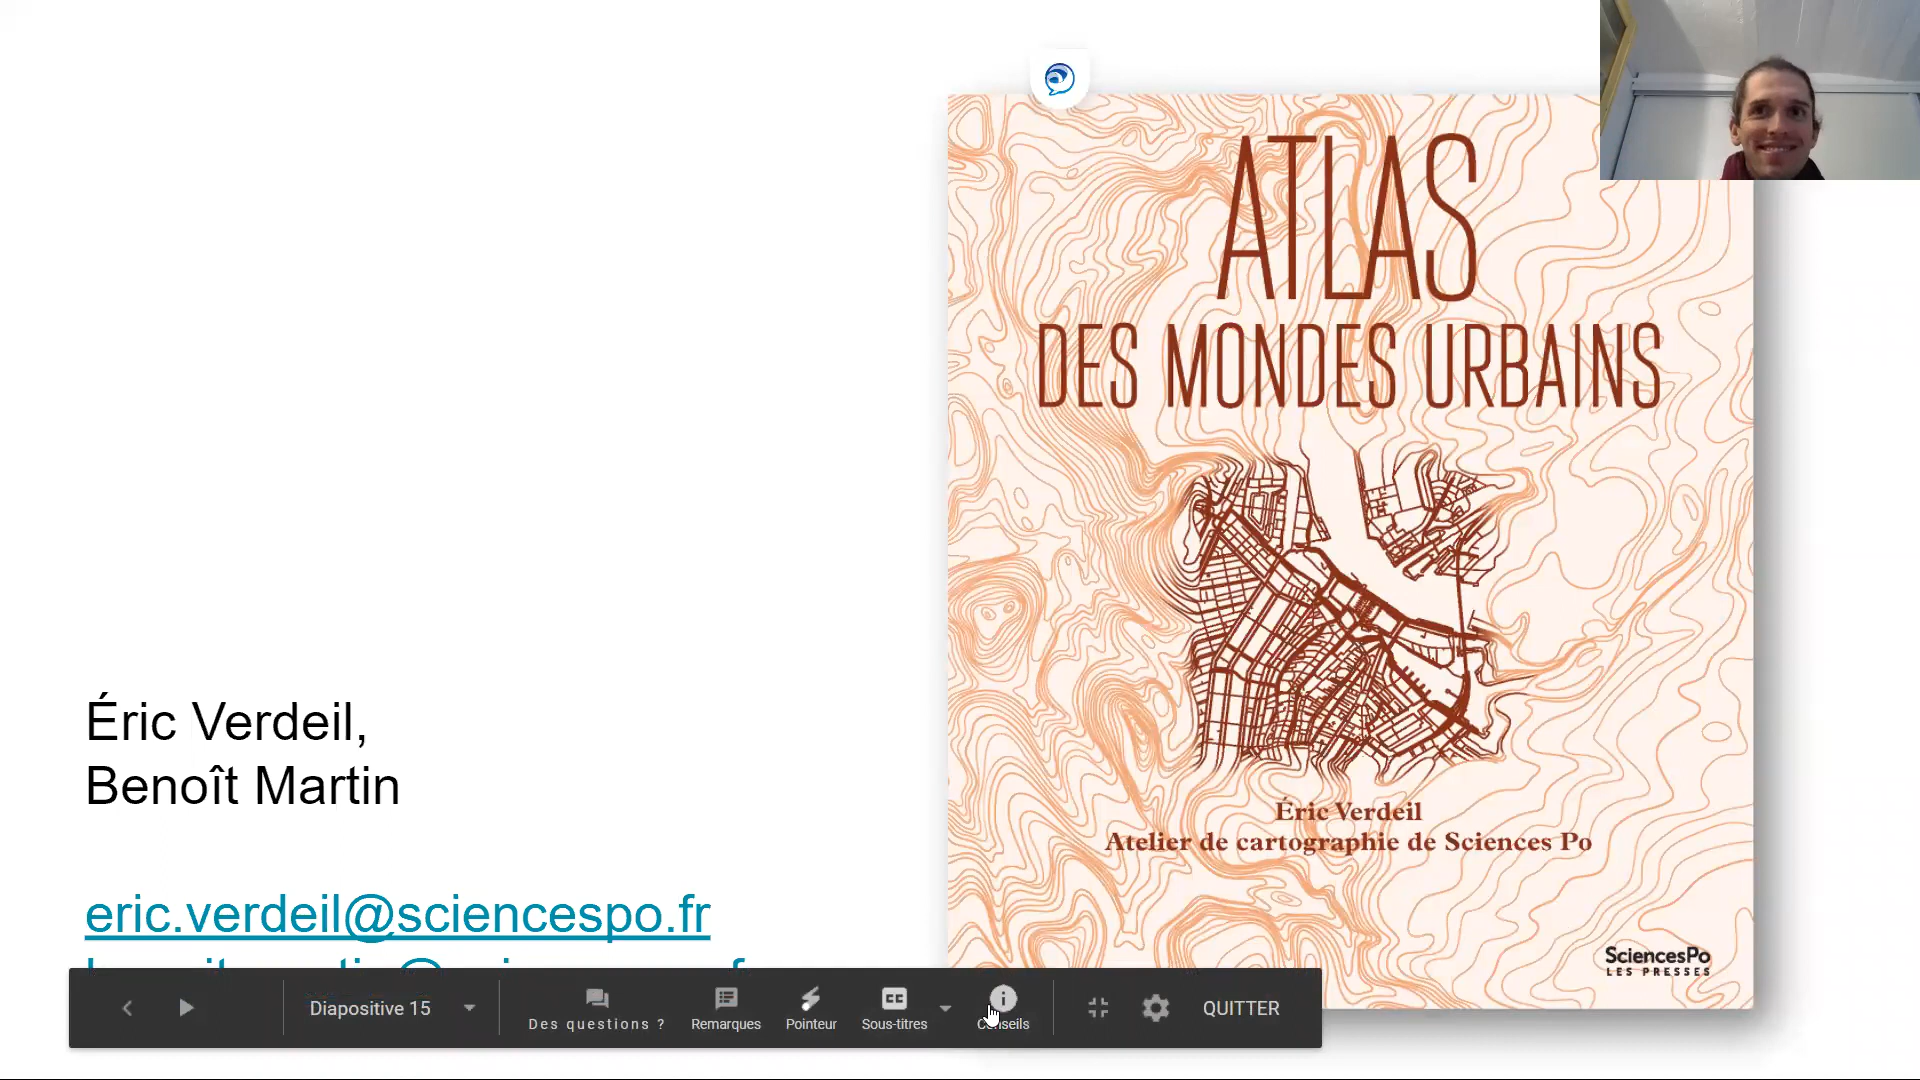 ATLAS
DES MONDES URBAINS
Éric Verdeil
Atelier de cartographie de Sciences Po
SciencesPo
LES PRESSES
Éric Verdeil,
Benoît Martin
eric.verdeil@sciencespo.fr
Diapositive 15
Des questions ?
Remarques
Pointeur
Sous-titres
Conseils
QUITTER